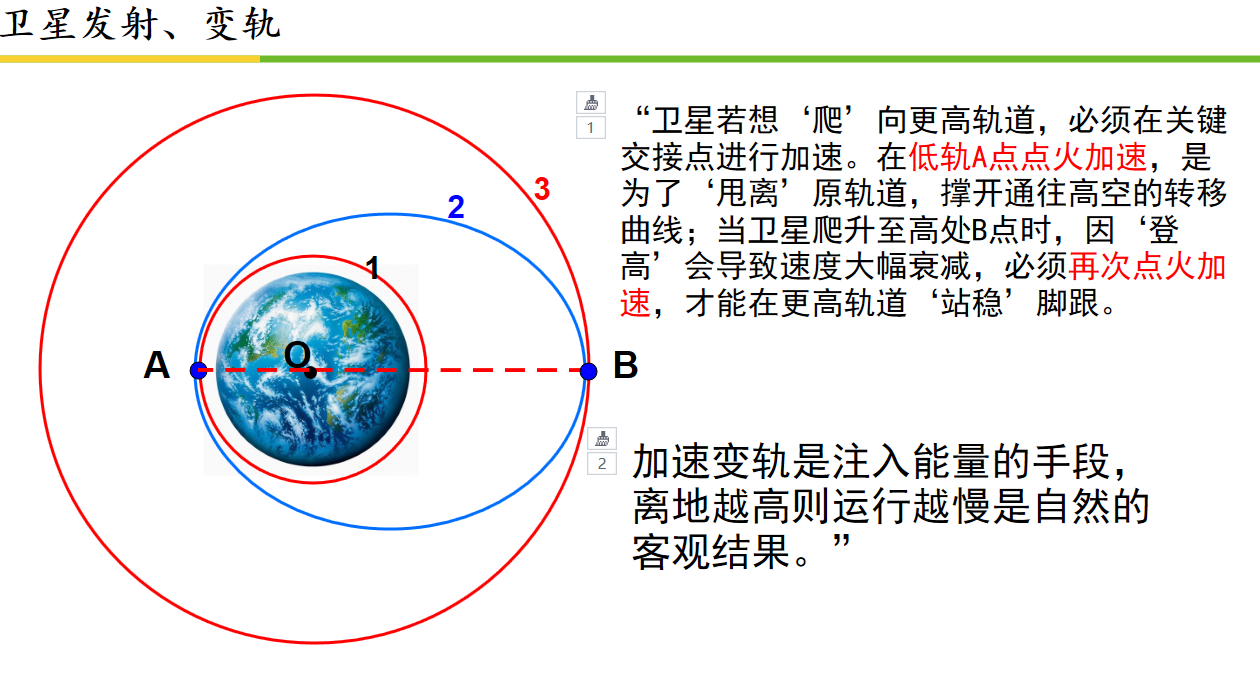 卫星发射、变轨
1
“卫星若想‘爬’向更高轨道，必须在关键
交接点进行加速。在低轨A点点火加速，是
为了‘甩离’原轨道，撑开通往高空的转移
曲线；当卫星爬升至高处B点时，因‘登
高’会导致速度大幅衰减，必须再次点火加
速，才能在更高轨道‘站稳’脚跟。
3
2
1
O
A
B
2
加速变轨是注入能量的手段，
离地越高则运行越慢是自然的
客观结果。”